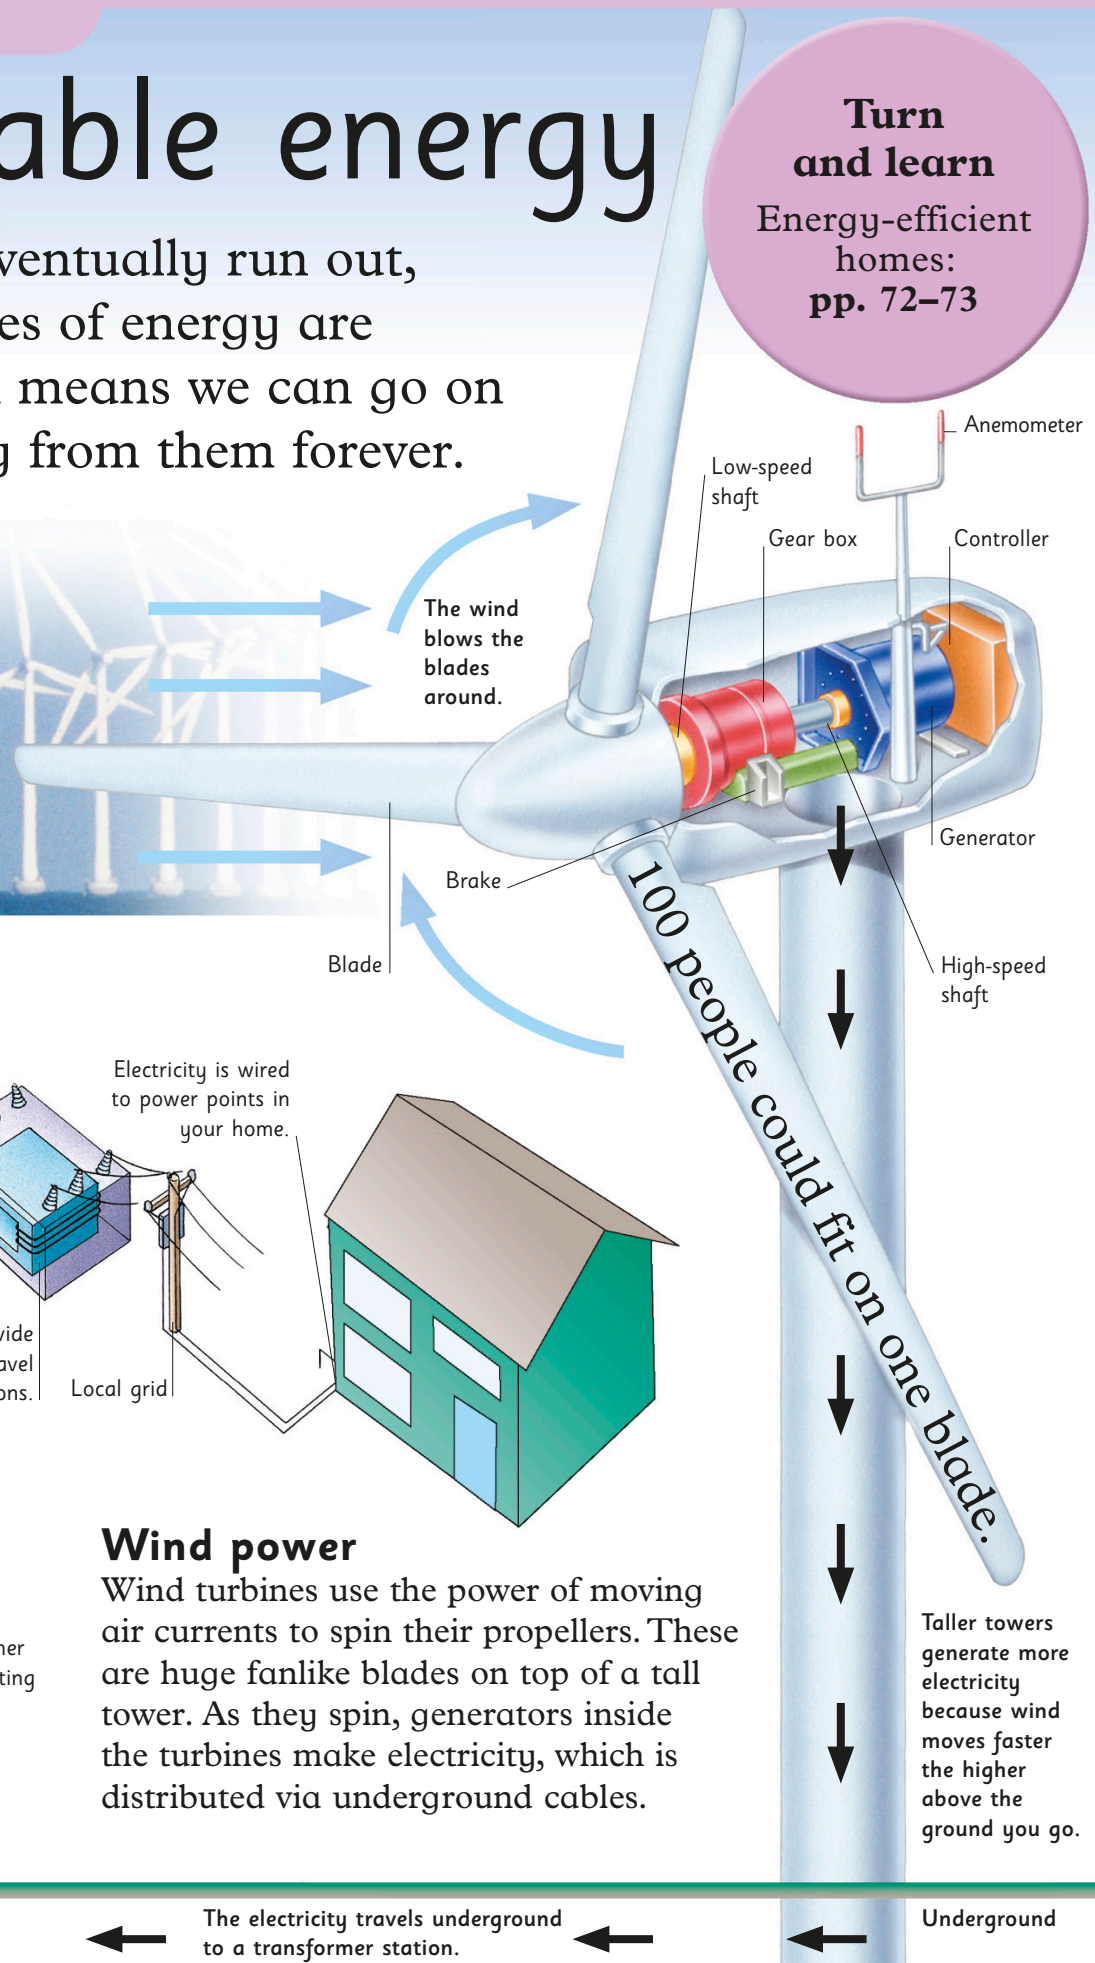 able energy
ventually run out,
es of energy are
means we can go on
from them forever.
Turn
and learn
Energy-efficient
homes:
pp. 72–73
Anemometer
Low-speed
shaft
Gear box
Controller
The wind
blows the
blades
around.
Generator
Brake
Blade
High-speed
shaft
100 people could fit on one blade.
Electricity is wired
to power points in
your home.
vide
avel
ons.
Local grid
Wind power
Wind turbines use the power of moving
air currents to spin their propellers. These
are huge fanlike blades on top of a tall
tower. As they spin, generators inside
the turbines make electricity, which is
distributed via underground cables.
ner
ting
Taller towers
generate more
electricity
because wind
moves faster
the higher
above the
ground you go.
The electricity travels underground
to a transformer station.
Underground